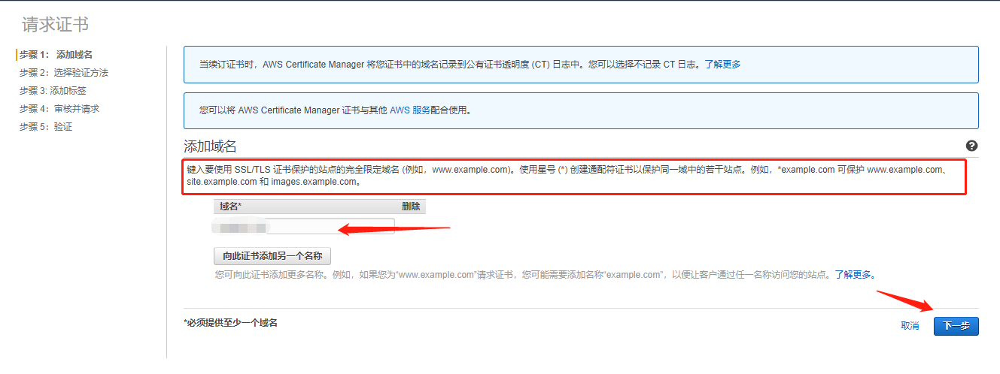 请求证书
步骤 1: 添加域名
步骤 2: 选择验证方法
步骤 3: 添加标签
步骤 4: 审核并请求
步骤 5: 验证
当续订证书时，AWS Certificate Manager 将您证书中的域名记录到公有证书透明度 (CT) 日志中。您可以选择不记录 CT 日志。了解更多
您可以将 AWS Certificate Manager 证书与其他 AWS 服务配合使用。
添加域名
键入要使用 SSL/TLS 证书保护的站点的完全限定域名 (例如，www.example.com)。使用星号 (*) 创建通配符证书以保护同一域中的若干站点。例如，*example.com 可保护 www.example.com、
site.example.com 和 images.example.com。
域名* 删除
向此证书添加另一个名称
您可向此证书添加更多名称。例如，如果您为“www.example.com”请求证书，您可能需要添加名称“example.com”，以便让客户通过任一名称访问您的站点。了解更多。
*必须提供至少一个域名
取消 下一步